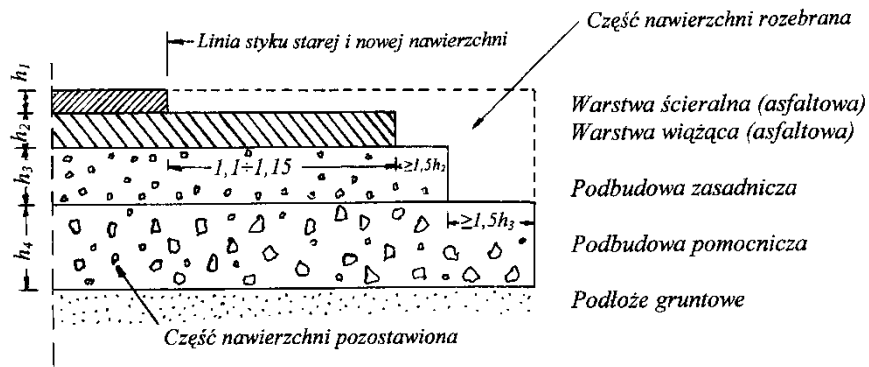 Linia styku starej i nowej nawierzchni
Część nawierzchni rozebrana
h₁
h₂
h₃
h₄
Warstwa ścieralna (asfaltowa)
Warstwa wiążąca (asfaltowa)
1,1÷1,15
≥1,5h₂
Podbudowa zasadnicza
≥1,5h₃
Podbudowa pomocnicza
Podłoże gruntowe
Część nawierzchni pozostawiona